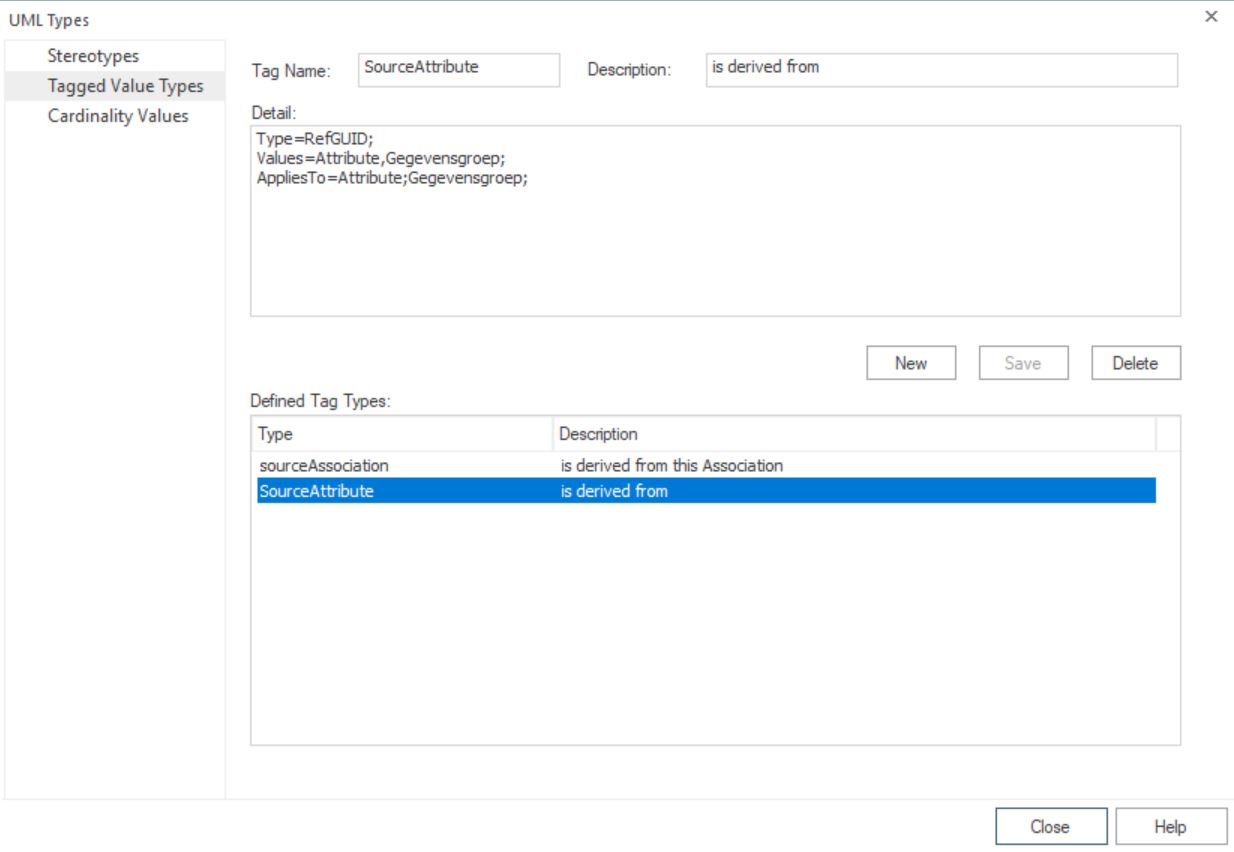 UML Types
Stereotypes
Tagged Value Types
Cardinality Values
Tag Name: SourceAttribute Description: is derived from
Detail:
Type=RefGUID;
Values=Attribute,Gegevensgroep;
AppliesTo=Attribute;Gegevensgroep;
New Save Delete
Defined Tag Types:
Type Description
sourceAssociation is derived from this Association
SourceAttribute is derived from
Close Help